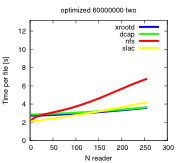 optimized 60000000 two
xrootd
dcap
nfs
slac
Time per file [s]
12
10
8
6
4
2
0
0 50 100 150 200 250 300
N reader